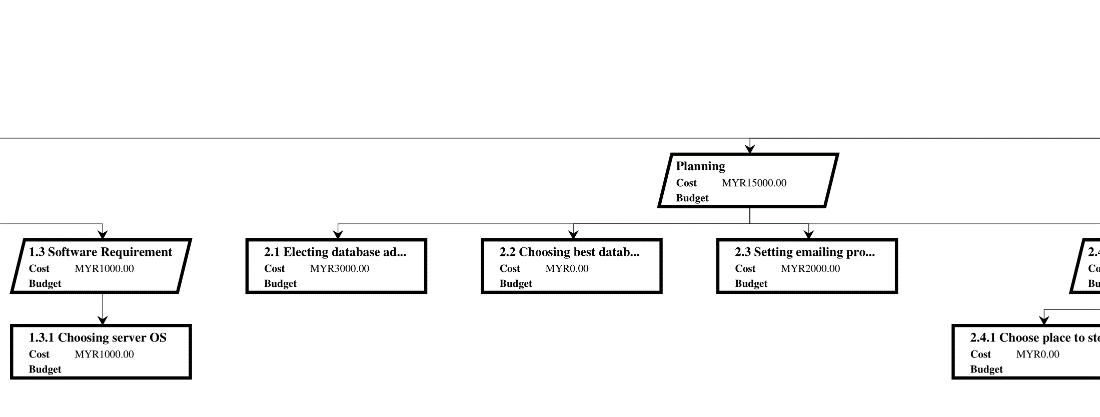 Planning
Cost MYR15000.00
Budget
1.3 Software Requirement
Cost MYR1000.00
Budget
2.1 Electing database ad...
Cost MYR3000.00
Budget
2.2 Choosing best datab...
Cost MYR0.00
Budget
2.3 Setting emailing pro...
Cost MYR2000.00
Budget
1.3.1 Choosing server OS
Cost MYR1000.00
Budget
2.4.1 Choose place to
Cost MYR0.00
Budget